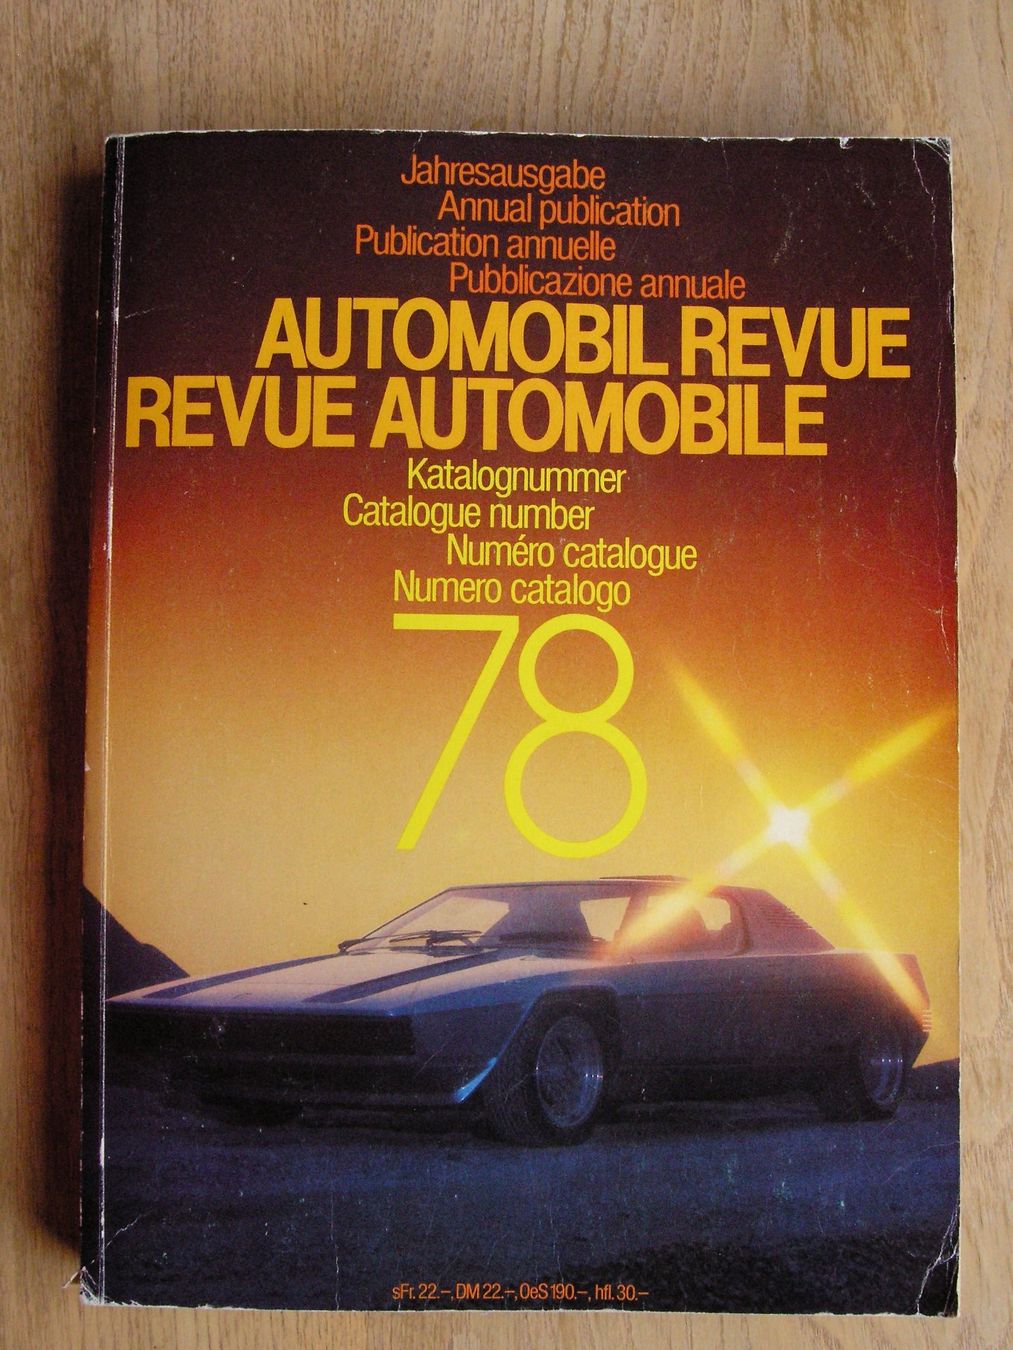 Jahresausgabe
Annual publication
Publication annuelle
Pubblicazione annuale
AUTOMOBIL REVUE
REVUE AUTOMOBILE
Katalognummer
Catalogue number
Numéro catalogue
Numero catalogo
78
sFr. 22.–, DM 22.–, OeS 190.–, hfl. 30.–